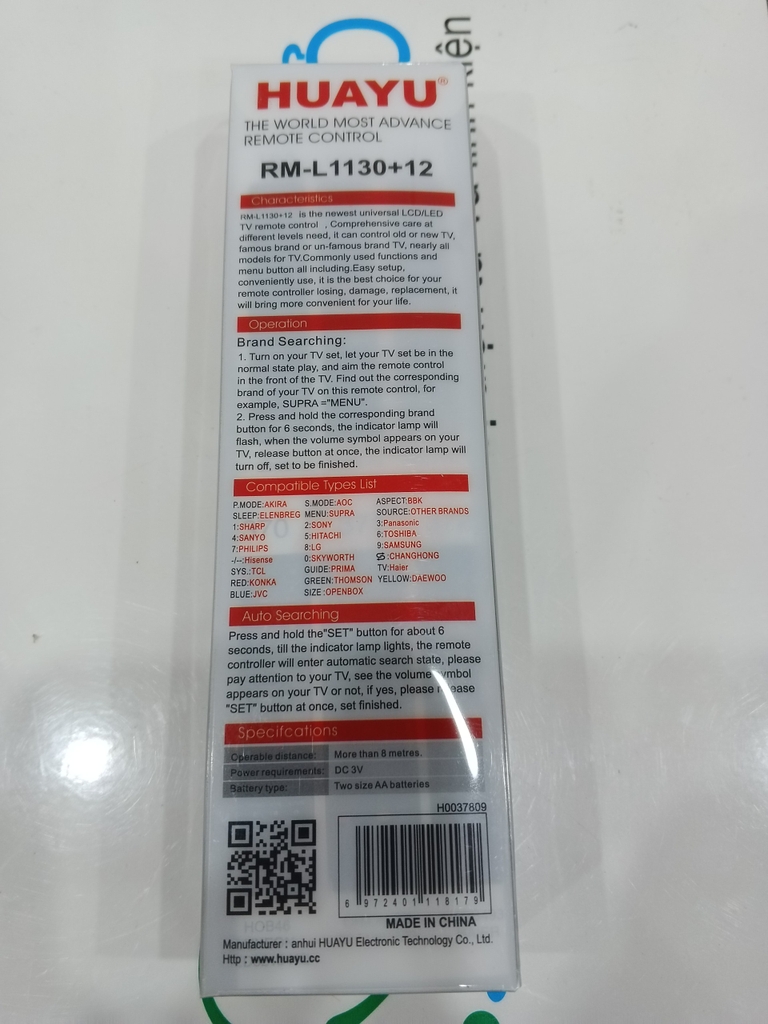 HUAYU®
THE WORLD MOST ADVANCE
REMOTE CONTROL
RM-L1130+12
Characteristics
RM-L1130+12 is the newest universal LCD/LED
TV remote control , Comprehensive care at
different levels need, it can control old or new TV,
famous brand or un-famous brand TV, nearly all
models for TV.Commonly used functions and
menu button all including.Easy setup,
conveniently use, it is the best choice for your
remote controller losing, damage, replacement, it
will bring more convenient for your life.
Operation
Brand Searching:
1. Turn on your TV set, let your TV set be in the
normal state play, and aim the remote control
in the front of the TV. Find out the corresponding
brand of your TV on this remote control, for
example, SUPRA ="MENU".
2. Press and hold the corresponding brand
button for 6 seconds, the indicator lamp will
flash, when the volume symbol appears on your
TV, release button at once, the indicator lamp will
turn off, set to be finished.
Compatible Types List
P.MODE:AKIRA S.MODE:AOC ASPECT:BBK
SLEEP:ELENBREG MENU:SUPRA SOURCE:OTHER BRANDS
1:SHARP 2:SONY 3:Panasonic
4:SANYO 5:HITACHI 6:TOSHIBA
7:PHILIPS 8:LG 9:SAMSUNG
-/--:Hisense 0:SKYWORTH :CHANGHONG
SYS.:TCL GUIDE:PRIMA TV:Haier
RED:KONKA GREEN:THOMSON YELLOW:DAEWOO
BLUE:JVC SIZE:OPENBOX
Auto Searching
Press and hold the"SET" button for about 6
seconds, till the indicator lamp lights, the remote
controller will enter automatic search state, please
pay attention to your TV, see the volume symbol
appears on your TV or not, if yes, please release
"SET" button at once, set finished.
Specifcations
Operable distance: More than 8 metres.
Power requirements: DC 3V
Battery type: Two size AA batteries
H0037809
6 972401 118179
MADE IN CHINA
Manufacturer : anhui HUAYU Electronic Technology Co., Ltd.
Http : www.huayu.cc
kiện